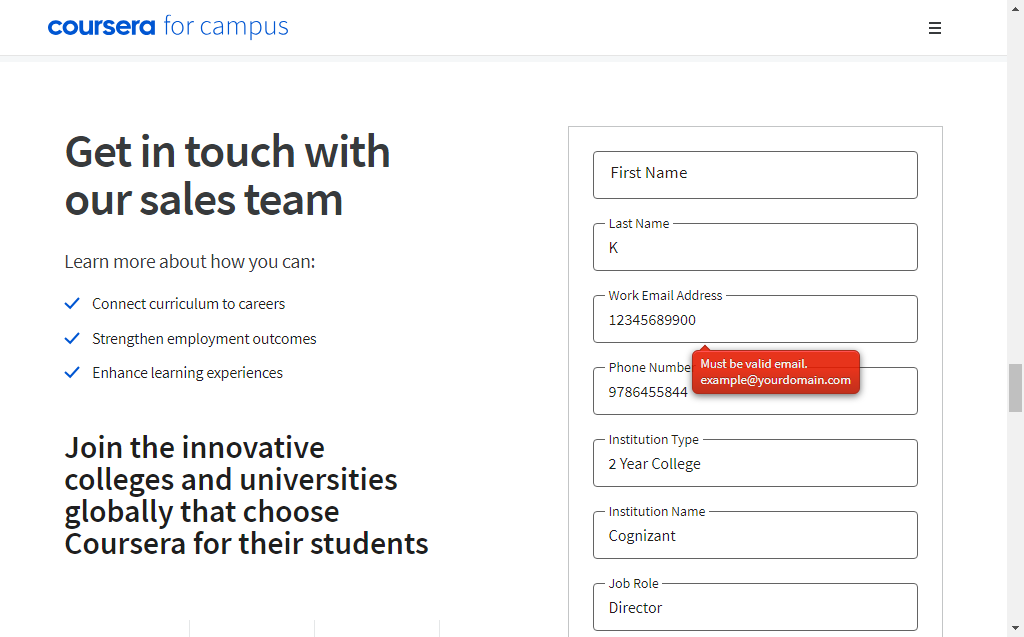 coursera for campus
Get in touch with
our sales team
Learn more about how you can:
Connect curriculum to careers
Strengthen employment outcomes
Enhance learning experiences
Join the innovative
colleges and universities
globally that choose
Coursera for their students
First Name
Last Name
K
Work Email Address
12345689900
Must be valid email.
example@yourdomain.com
Phone Numbe
9786455844
Institution Type
2 Year College
Institution Name
Cognizant
Job Role
Director